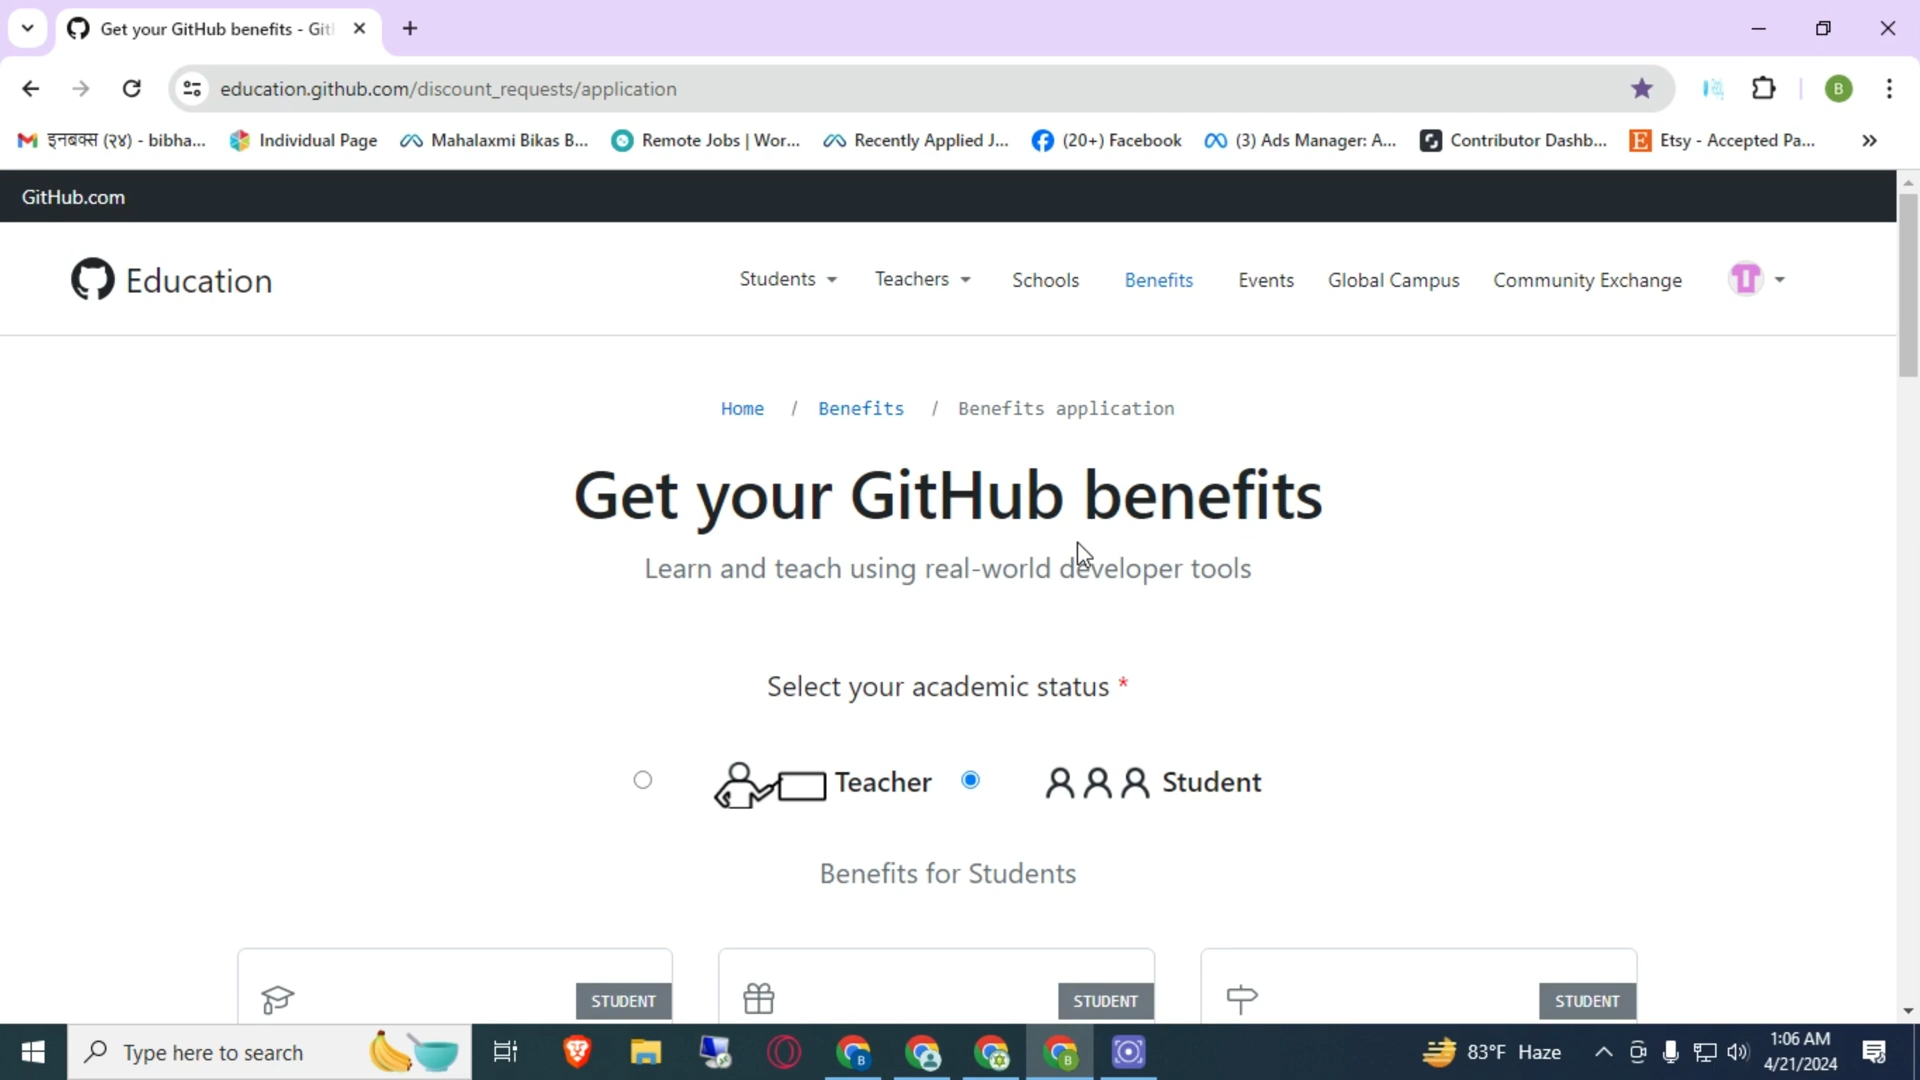 Get your GitHub benefits - Git
education.github.com/discount_requests/application
B
इनबक्स (२४) - bibha...
Individual Page
Mahalaxmi Bikas B...
Remote Jobs | Wor...
Recently Applied J...
(20+) Facebook
(3) Ads Manager: A...
Contributor Dashb...
Etsy - Accepted Pa...
GitHub.com
Education
Students
Teachers
Schools
Benefits
Events
Global Campus
Community Exchange
Home / Benefits / Benefits application
Get your GitHub benefits
Learn and teach using real-world developer tools
Select your academic status *
Teacher
Student
Benefits for Students
STUDENT
STUDENT
STUDENT
Type here to search
83°F Haze
1:06 AM
4/21/2024